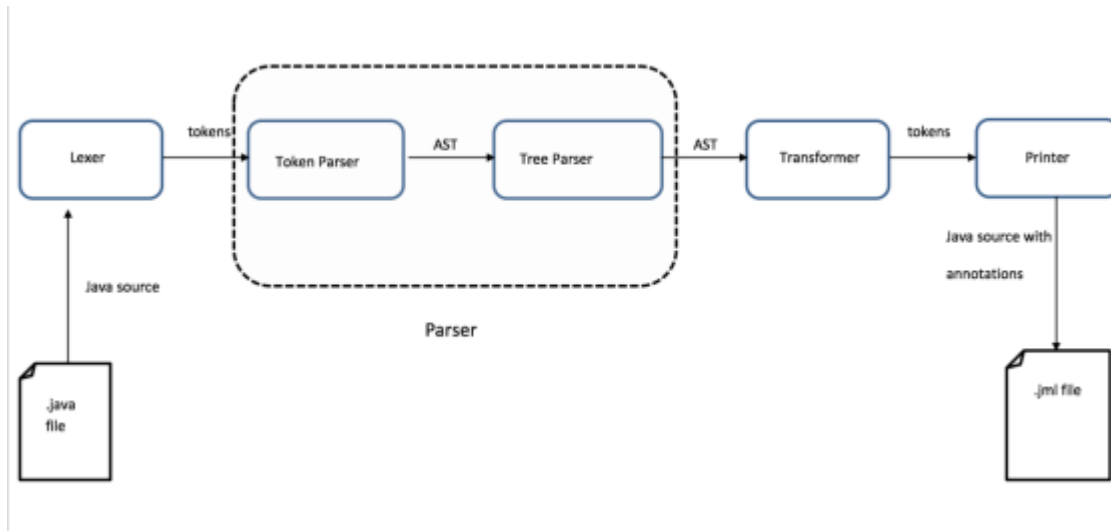 Lexer
tokens
Token Parser
AST
Tree Parser
AST
Transformer
tokens
Printer
Java source
Parser
Java source with
annotations
.java
file
.jml file